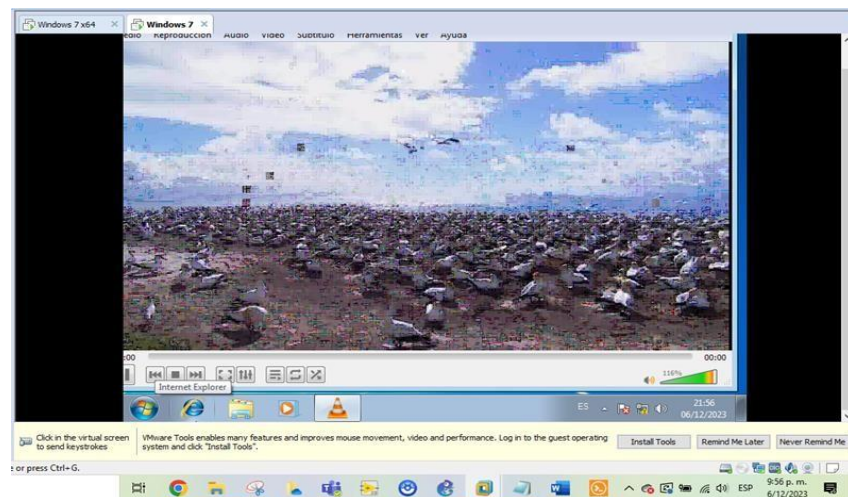 Windows 7 x64 × Windows 7 ×
edio Reproducción Audio Vídeo Subtítulo Herramientas Ver Ayuda
:00 00:00
116%
Internet Explorer
ES 21:56
06/12/2023
Click in the virtual screen
to send keystrokes
VMware Tools enables many features and improves mouse movement, video and performance. Log in to the guest operating
system and click "Install Tools".
Install Tools Remind Me Later Never Remind Me
e or press Ctrl+G.
ESP 9:56 p. m.
6/12/2023